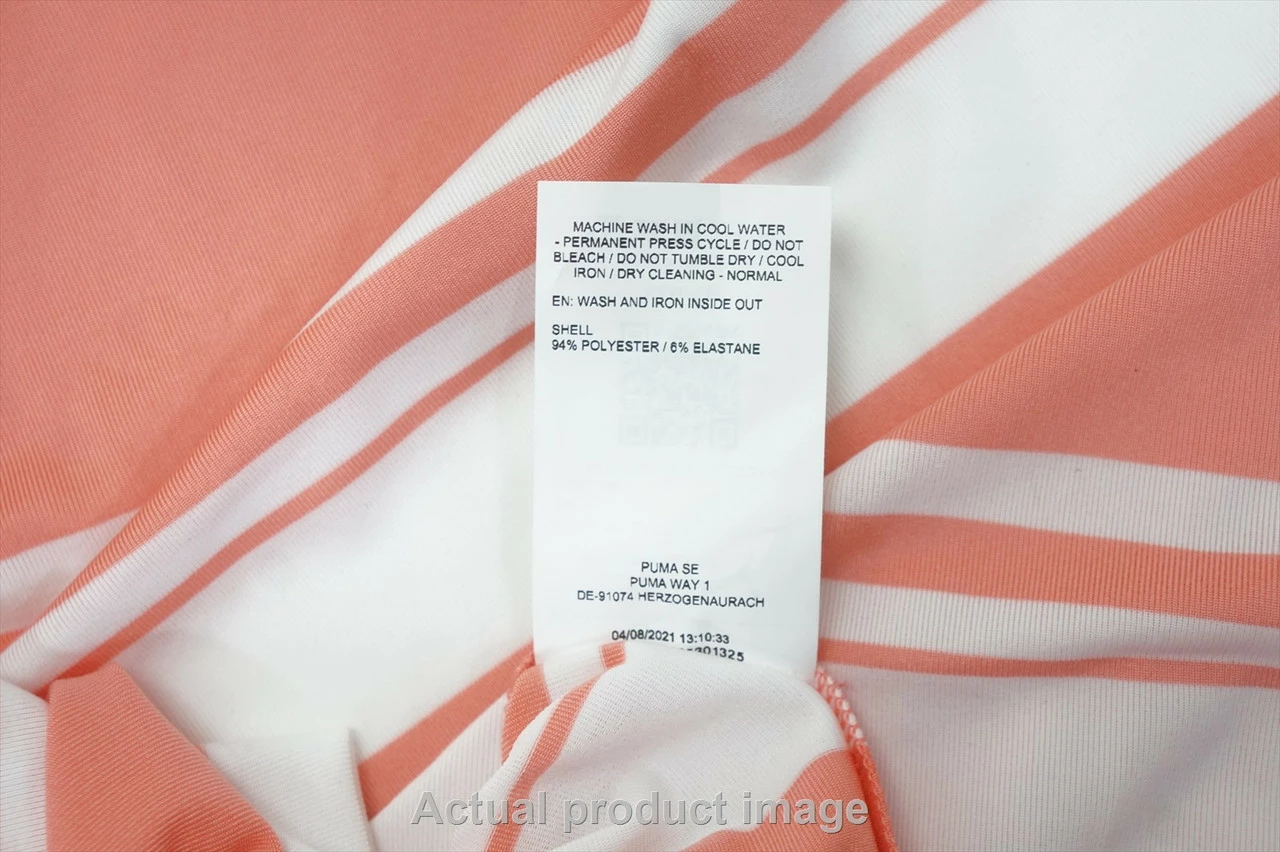 MACHINE WASH IN COOL WATER
- PERMANENT PRESS CYCLE / DO NOT
BLEACH / DO NOT TUMBLE DRY / COOL
IRON / DRY CLEANING - NORMAL
EN: WASH AND IRON INSIDE OUT
SHELL
94% POLYESTER / 6% ELASTANE
PUMA SE
PUMA WAY 1
DE-91074 HERZOGENAURACH
04/08/2021 13:10:33
Actual product image